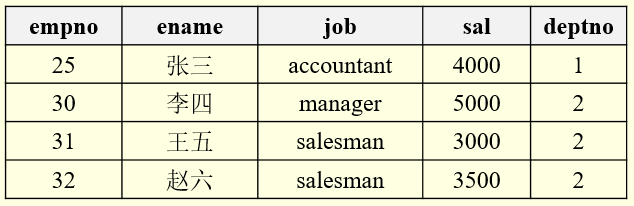 empno ename job sal deptno
25 张三 accountant 4000 1
30 李四 manager 5000 2
31 王五 salesman 3000 2
32 赵六 salesman 3500 2